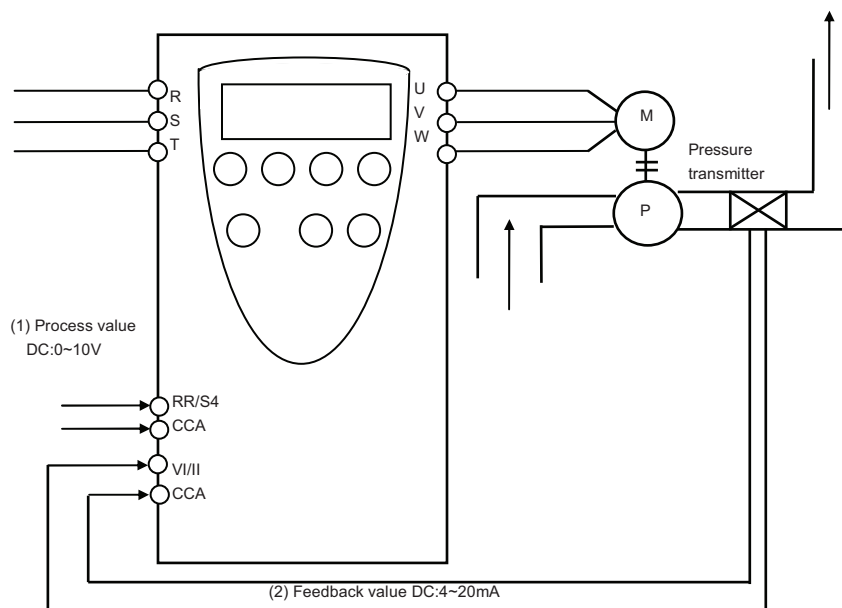 R
S
T
U
V
W
M
Pressure
transmitter
P
(1) Process value
DC:0~10V
RR/S4
CCA
VI/II
CCA
(2) Feedback value DC:4~20mA